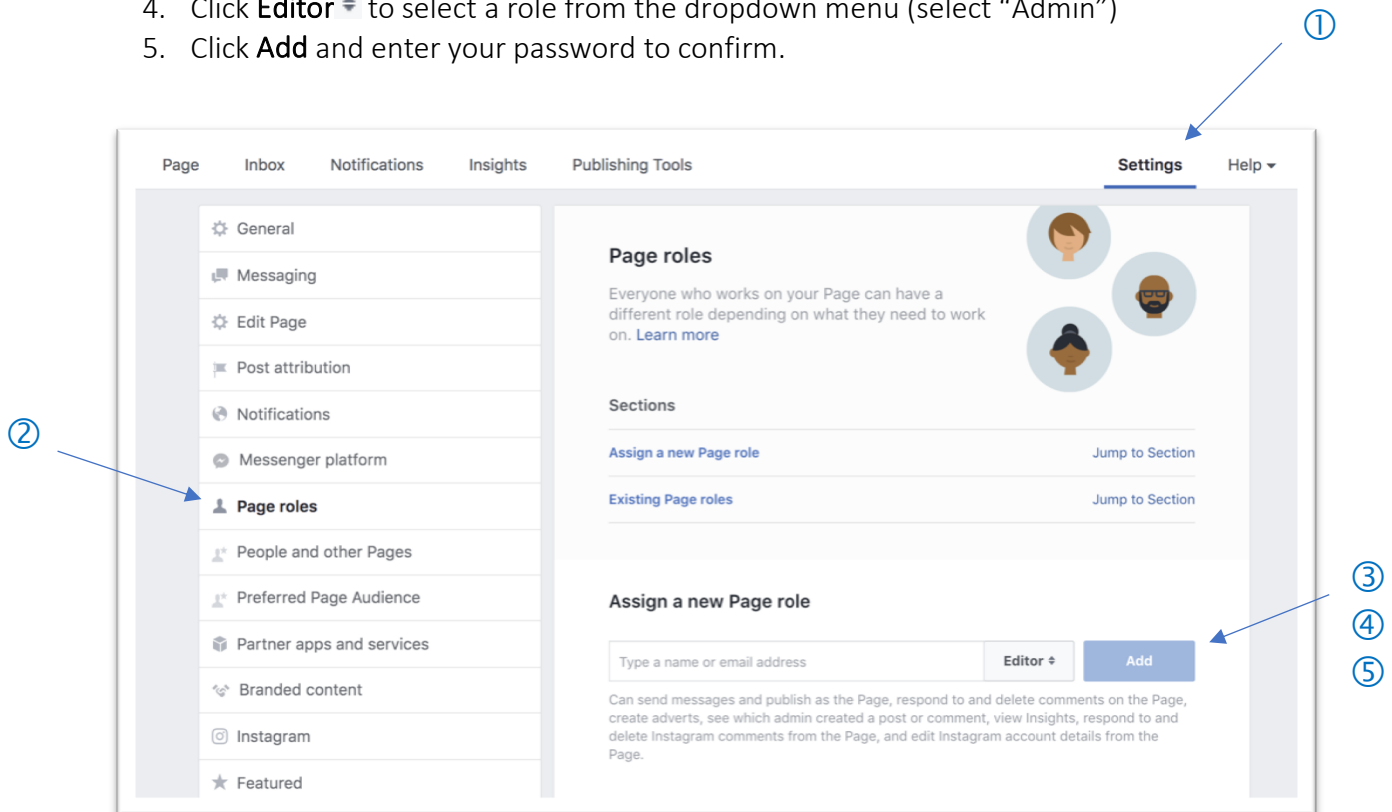 4. Click Editor to select a role from the dropdown menu (select “Admin”)
5. Click Add and enter your password to confirm.
①
Page Inbox Notifications Insights Publishing Tools Settings Help
General
Messaging
Edit Page
Post attribution
Notifications
②
Messenger platform
Page roles
People and other Pages
Preferred Page Audience
Partner apps and services
Branded content
Instagram
Featured
Page roles
Everyone who works on your Page can have a
different role depending on what they need to work
on. Learn more
Sections
Assign a new Page role Jump to Section
Existing Page roles Jump to Section
Assign a new Page role
Type a name or email address Editor Add
Can send messages and publish as the Page, respond to and delete comments on the Page,
create adverts, see which admin created a post or comment, view Insights, respond to and
delete Instagram comments from the Page, and edit Instagram account details from the
Page.
③
④
⑤